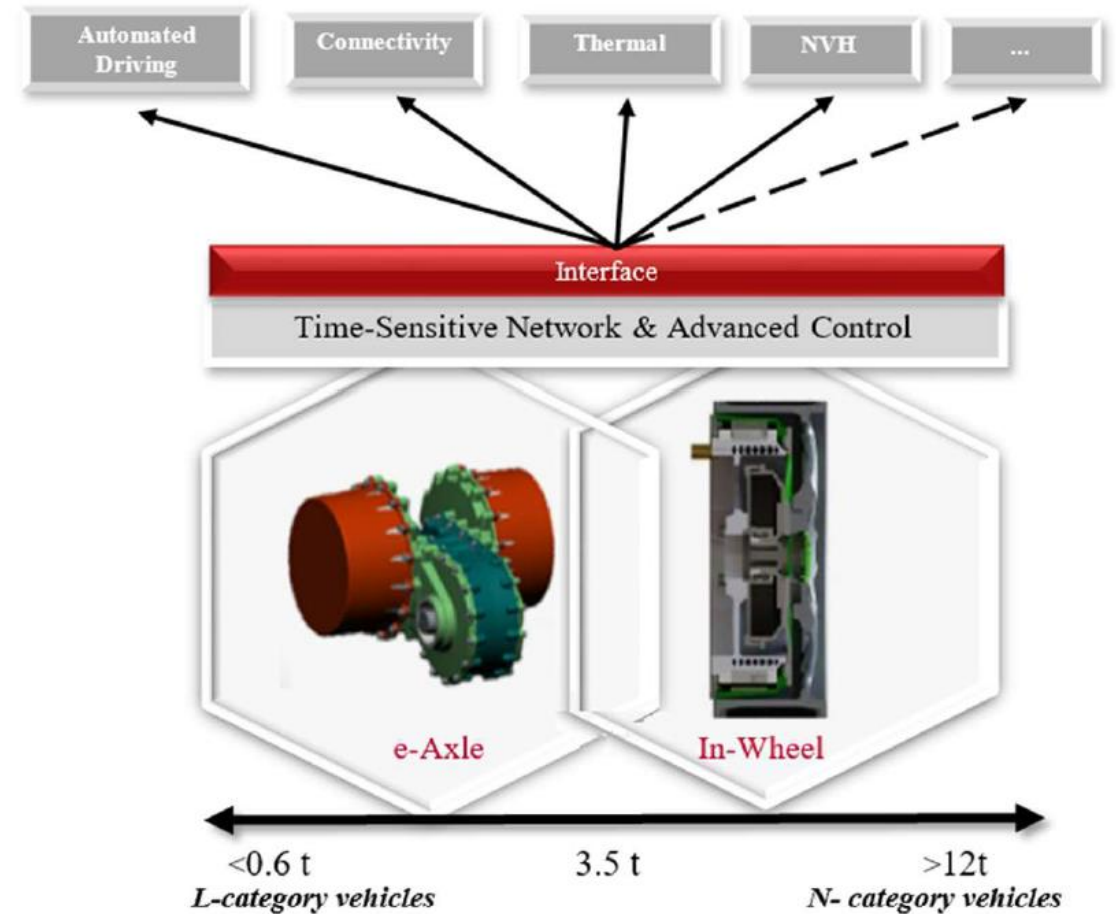 Automated
Driving
Connectivity
Thermal
NVH
...
Interface
Time-Sensitive Network & Advanced Control
e-Axle
In-Wheel
<0.6 t
3.5 t
>12t
L-category vehicles
N- category vehicles